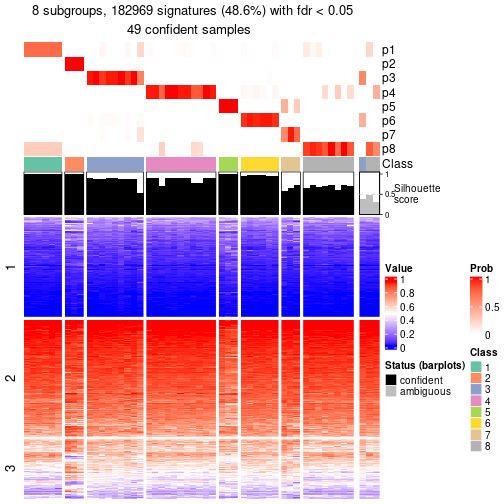 8 subgroups, 182969 signatures (48.6%) with fdr < 0.05
49 confident samples
p1
p2
p3
p4
p5
p6
p7
p8
Class
1
0.5
0
Silhouette
score
1
2
3
Value
1
0.8
0.6
0.4
0.2
0
Prob
1
0.5
0
Status (barplots)
confident
ambiguous
Class
1
2
3
4
5
6
7
8